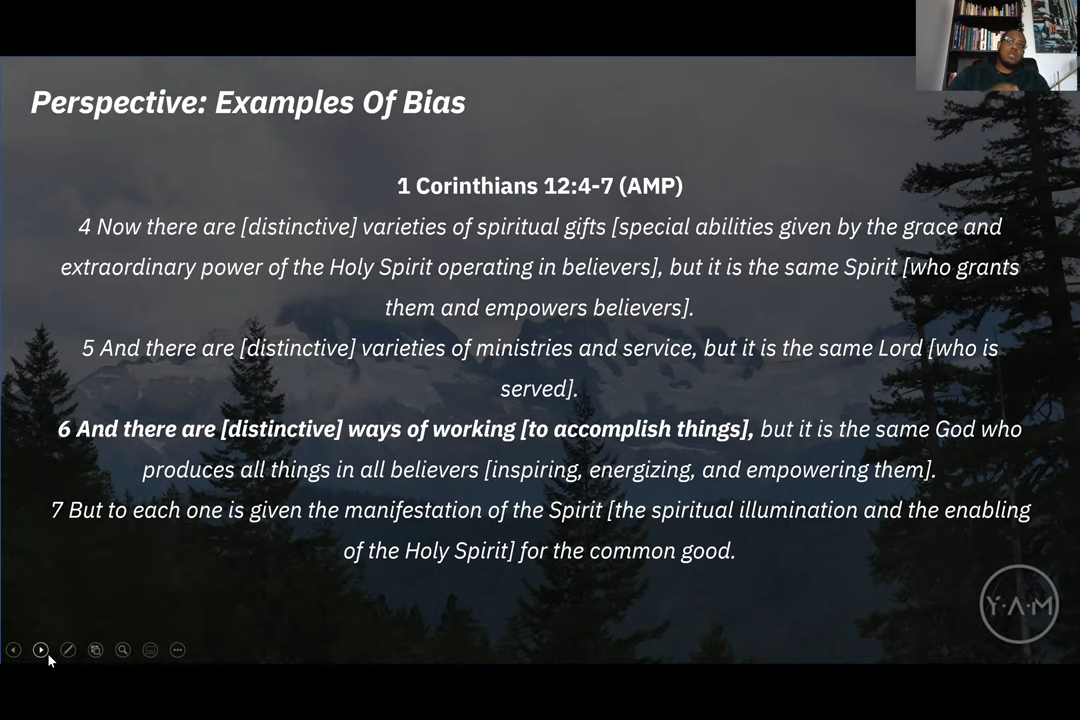 Perspective: Examples Of Bias
1 Corinthians 12:4-7 (AMP)
4 Now there are [distinctive] varieties of spiritual gifts [special abilities given by the grace and
extraordinary power of the Holy Spirit operating in believers], but it is the same Spirit [who grants
them and empowers believers].
5 And there are [distinctive] varieties of ministries and service, but it is the same Lord [who is
served].
6 And there are [distinctive] ways of working [to accomplish things], but it is the same God who
produces all things in all believers [inspiring, energizing, and empowering them].
7 But to each one is given the manifestation of the Spirit [the spiritual illumination and the enabling
of the Holy Spirit] for the common good.
Y·A·M